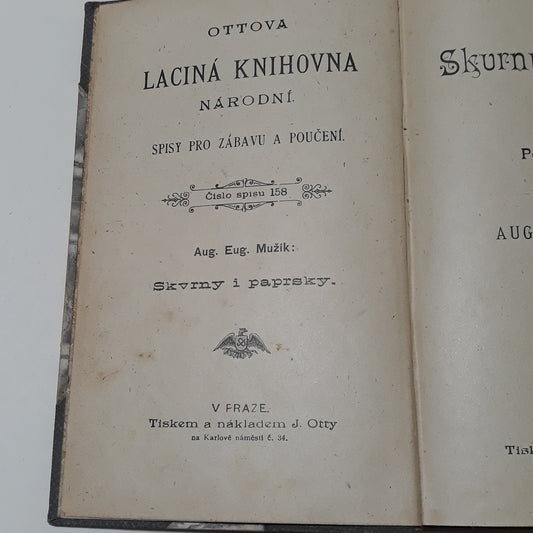 OTTOVA
LACINÁ KNIHOVNA
NÁRODNÍ.
SPISY PRO ZÁBAVU A POUČENÍ.
Číslo spisu 158
Aug. Eug. Mužík:
Skvrny i paprsky.
V PRAZE.
Tiskem a nákladem J. Otty
na Karlově náměstí č. 34.
Skvrny
AUG